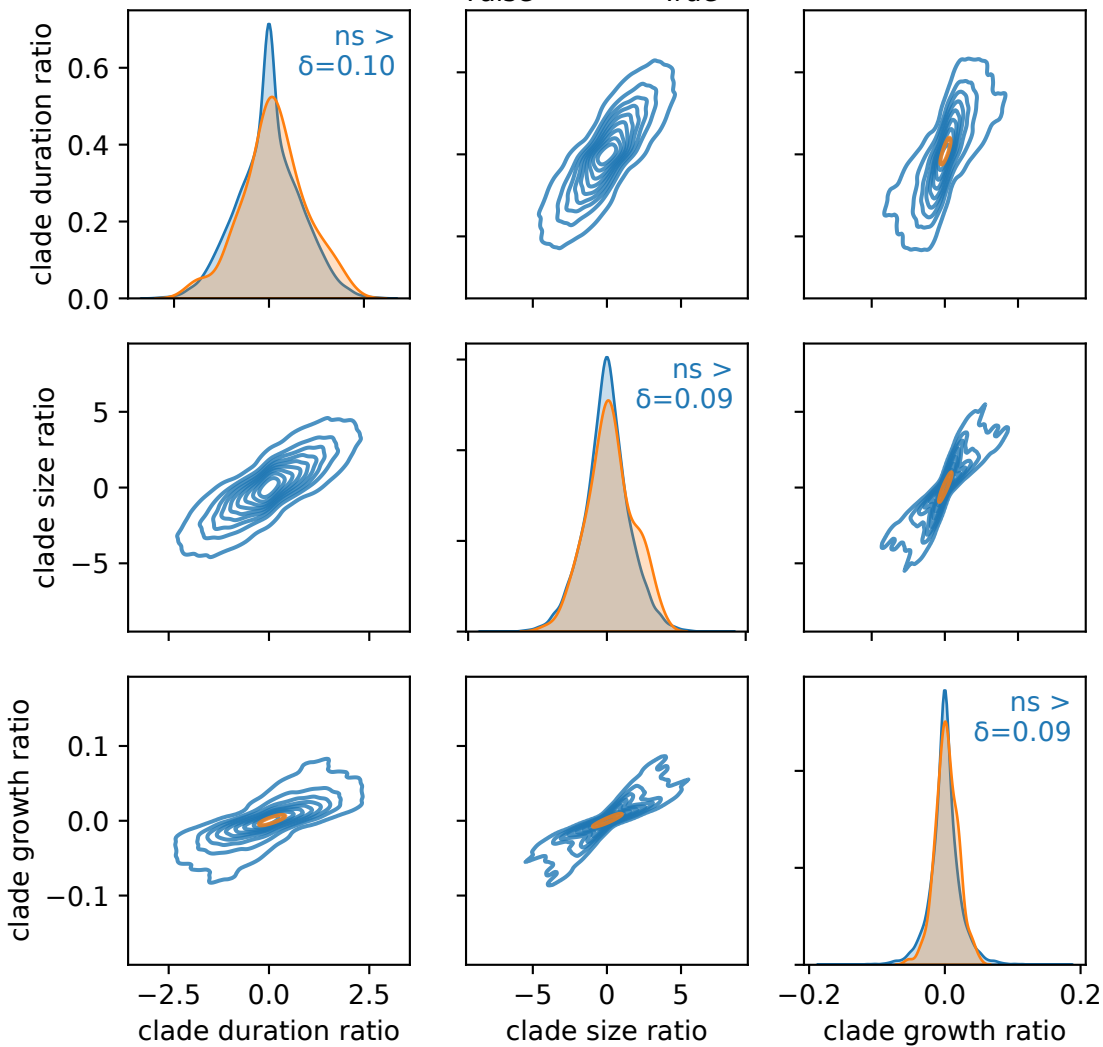 clade duration ratio
0.6
0.4
0.2
0.0
ns >
δ=0.10
clade size ratio
5
0
−5
ns >
δ=0.09
clade growth ratio
0.1
0.0
−0.1
ns >
δ=0.09
−2.5 0.0 2.5
−5 0 5
−0.2 0.0 0.2
clade duration ratio
clade size ratio
clade growth ratio